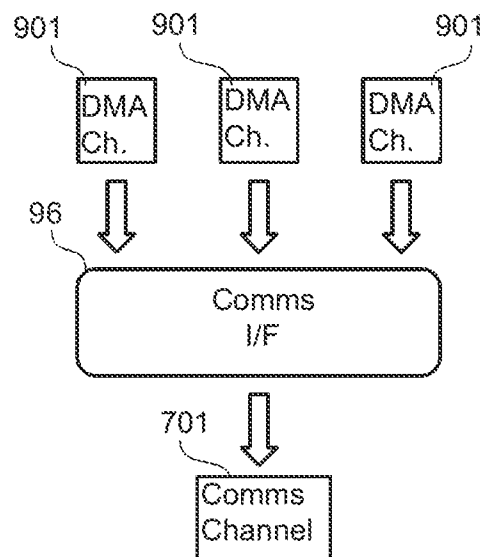 901
901
901
DMA
Ch.
DMA
Ch.
DMA
Ch.
96
Comms
I/F
701
Comms
Channel